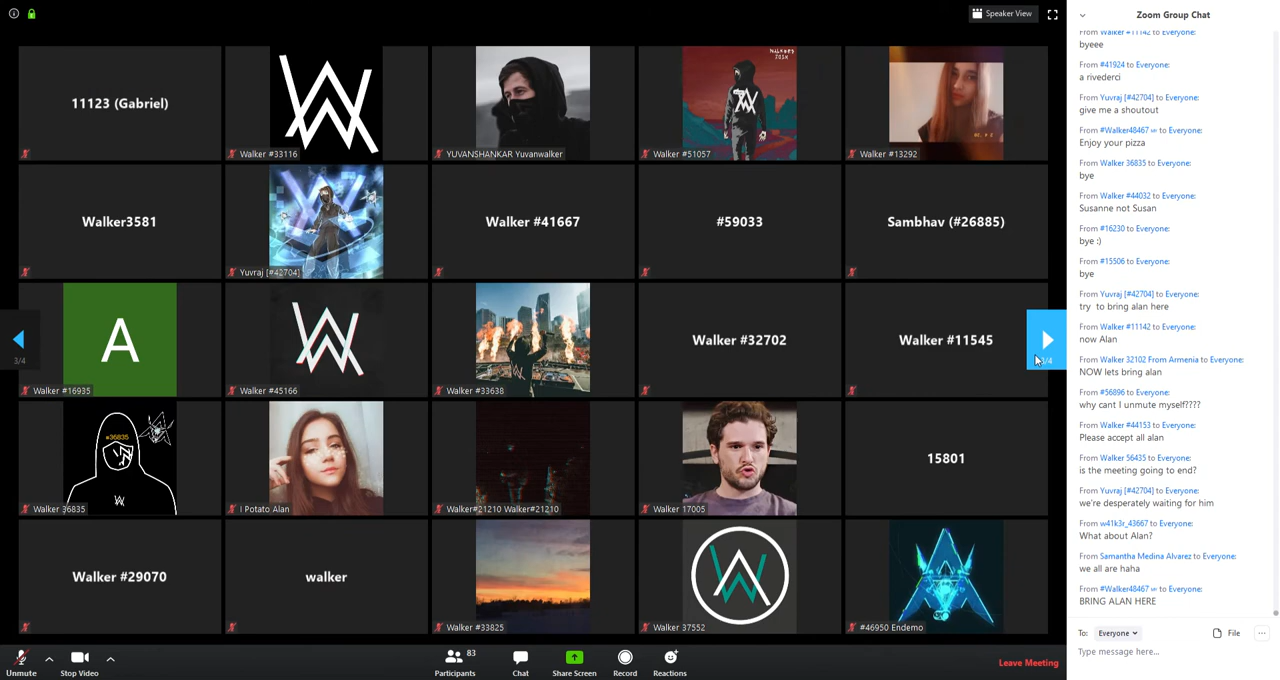 Speaker View
Zoom Group Chat
11123 (Gabriel)
Walker #33116
YUVANSHANKAR Yuvanwalker
Walker #51057
Walker #13292
Walker3581
Yuvraj [#42704]
Walker #41667
#59033
Sambhav (#26885)
A
Walker #16935
Walker #45166
Walker #33638
Walker #32702
Walker #11545
3/4
3/4
#36835
Walker 36835
I Potato Alan
Walker#21210 Walker#21210
Walker 17005
15801
Walker #29070
walker
Walker #33825
Walker 37552
#46950 Endemo
From Walker #11142 to Everyone:
byeee
From #41924 to Everyone:
a rivederci
From Yuvraj [#42704] to Everyone:
give me a shoutout
From #Walker48467 to Everyone:
Enjoy your pizza
From Walker 36835 to Everyone:
bye
From Walker #44032 to Everyone:
Susanne not Susan
From #16230 to Everyone:
bye :)
From #15506 to Everyone:
bye
From Yuvraj [#42704] to Everyone:
try to bring alan here
From Walker #11142 to Everyone:
now Alan
From Walker 32102 From Armenia to Everyone:
NOW lets bring alan
From #56896 to Everyone:
why cant I unmute myself????
From Walker #44153 to Everyone:
Please accept all alan
From Walker 56435 to Everyone:
is the meeting going to end?
From Yuvraj [#42704] to Everyone:
we're desperately waiting for him
From w41k3r_43667 to Everyone:
What about Alan?
From Samantha Medina Alvarez to Everyone:
we all are haha
From #Walker48467 to Everyone:
BRING ALAN HERE
To: Everyone
File
Type message here...
Unmute
Stop Video
Participants 83
Chat
Share Screen
Record
Reactions
Leave Meeting